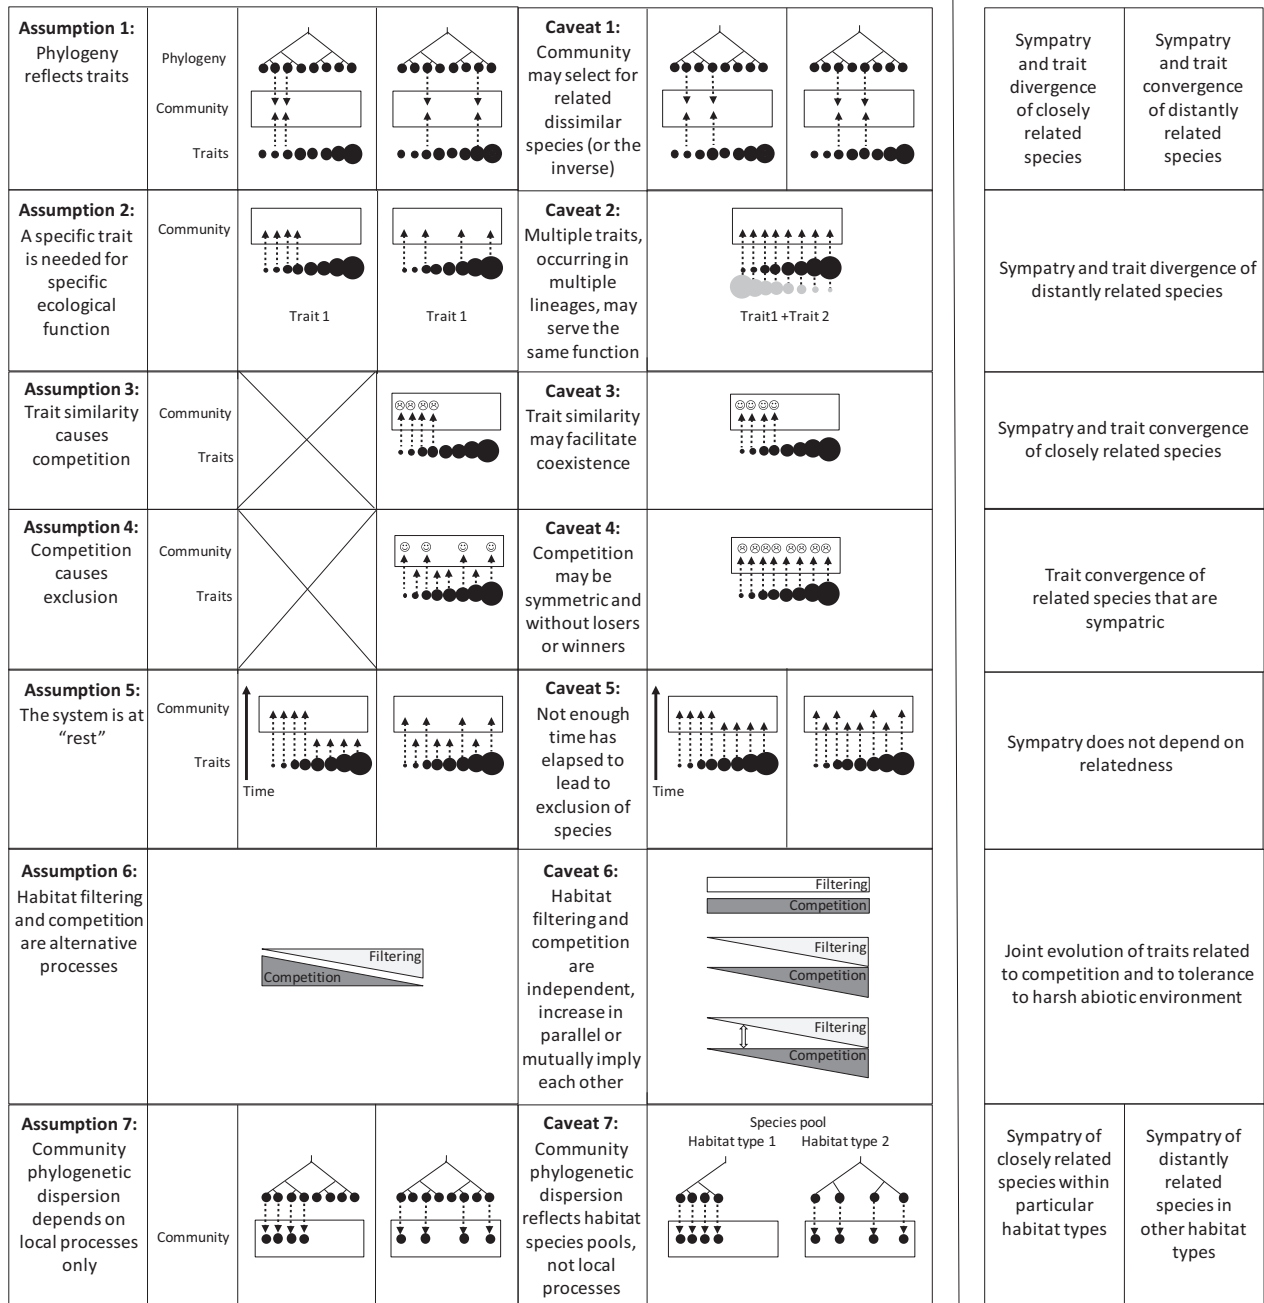 Assumption 1:
Phylogeny
reflects traits
Phylogeny
Community
Traits
Caveat 1:
Community
may select for
related
dissimilar
species (or the
inverse)
Sympatry
and trait
divergence
of closely
related
species
Sympatry
and trait
convergence
of distantly
related
species
Assumption 2:
A specific trait
is needed for
specific
ecological
function
Community
Trait 1
Trait 1
Caveat 2:
Multiple traits,
occurring in
multiple
lineages, may
serve the
same function
Trait1 +Trait 2
Sympatry and trait divergence of
distantly related species
Assumption 3:
Trait similarity
causes
competition
Community
Traits
Caveat 3:
Trait similarity
may facilitate
coexistence
Sympatry and trait convergence
of closely related species
Assumption 4:
Competition
causes
exclusion
Community
Traits
Caveat 4:
Competition
may be
symmetric and
without losers
or winners
Trait convergence of
related species that are
sympatric
Assumption 5:
The system is at
“rest”
Community
Traits
Time
Caveat 5:
Not enough
time has
elapsed to
lead to
exclusion of
species
Time
Sympatry does not depend on
relatedness
Assumption 6:
Habitat filtering
and competition
are alternative
processes
Filtering
Competition
Caveat 6:
Habitat
filtering and
competition
are
independent,
increase in
parallel or
mutually imply
each other
Filtering
Competition
Filtering
Competition
Filtering
Competition
Joint evolution of traits related
to competition and to tolerance
to harsh abiotic environment
Assumption 7:
Community
phylogenetic
dispersion
depends on
local processes
only
Community
Caveat 7:
Community
phylogenetic
dispersion
reflects habitat
species pools,
not local
processes
Species pool
Habitat type 1
Habitat type 2
Sympatry of
closely related
species within
particular
habitat types
Sympatry of
distantly
related
species in
other habitat
types